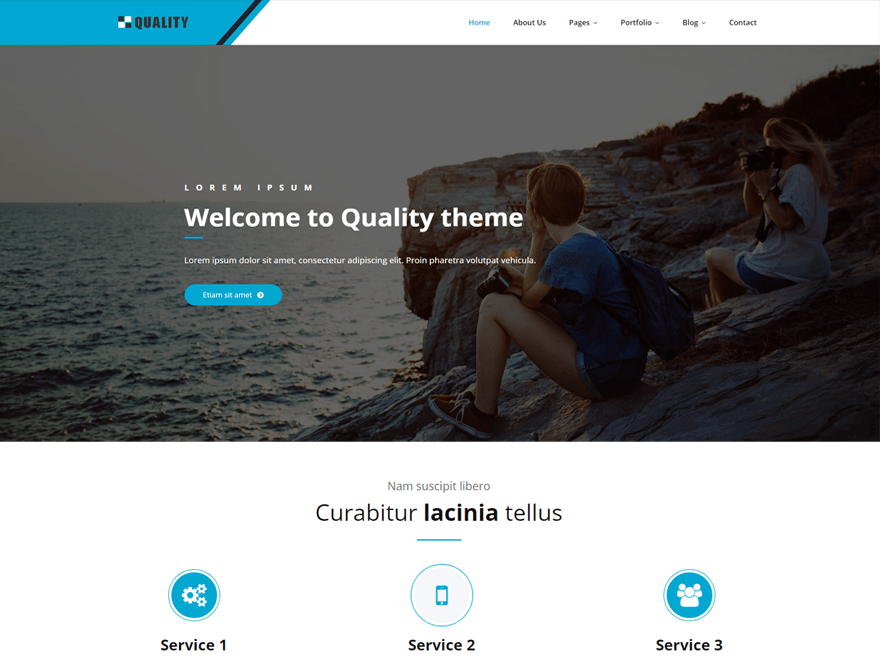 QUALITY
Home About Us Pages Portfolio Blog Contact
LOREM IPSUM
Welcome to Quality theme
Lorem ipsum dolor sit amet, consectetur adipiscing elit. Proin pharetra volutpat vehicula.
Etiam sit amet
Nam suscipit libero
Curabitur lacinia tellus
Service 1 Service 2 Service 3